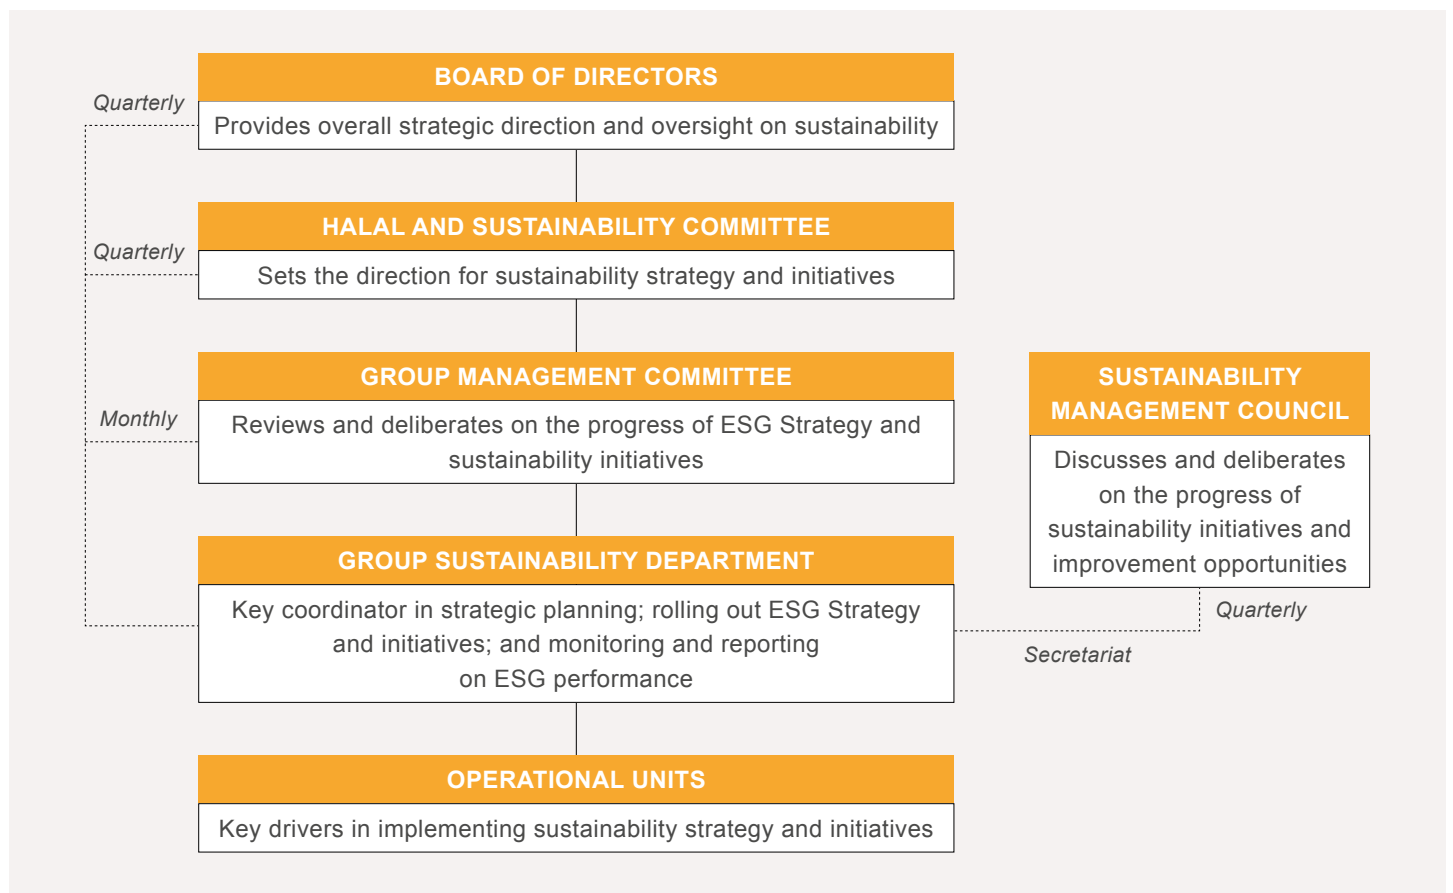 BOARD OF DIRECTORS
Quarterly
Provides overall strategic direction and oversight on sustainability
HALAL AND SUSTAINABILITY COMMITTEE
Quarterly
Sets the direction for sustainability strategy and initiatives
GROUP MANAGEMENT COMMITTEE
Monthly
Reviews and deliberates on the progress of ESG Strategy and
sustainability initiatives
SUSTAINABILITY
MANAGEMENT COUNCIL
Discusses and deliberates
on the progress of
sustainability initiatives and
improvement opportunities
Quarterly
Secretariat
GROUP SUSTAINABILITY DEPARTMENT
Key coordinator in strategic planning; rolling out ESG Strategy
and initiatives; and monitoring and reporting
on ESG performance
OPERATIONAL UNITS
Key drivers in implementing sustainability strategy and initiatives